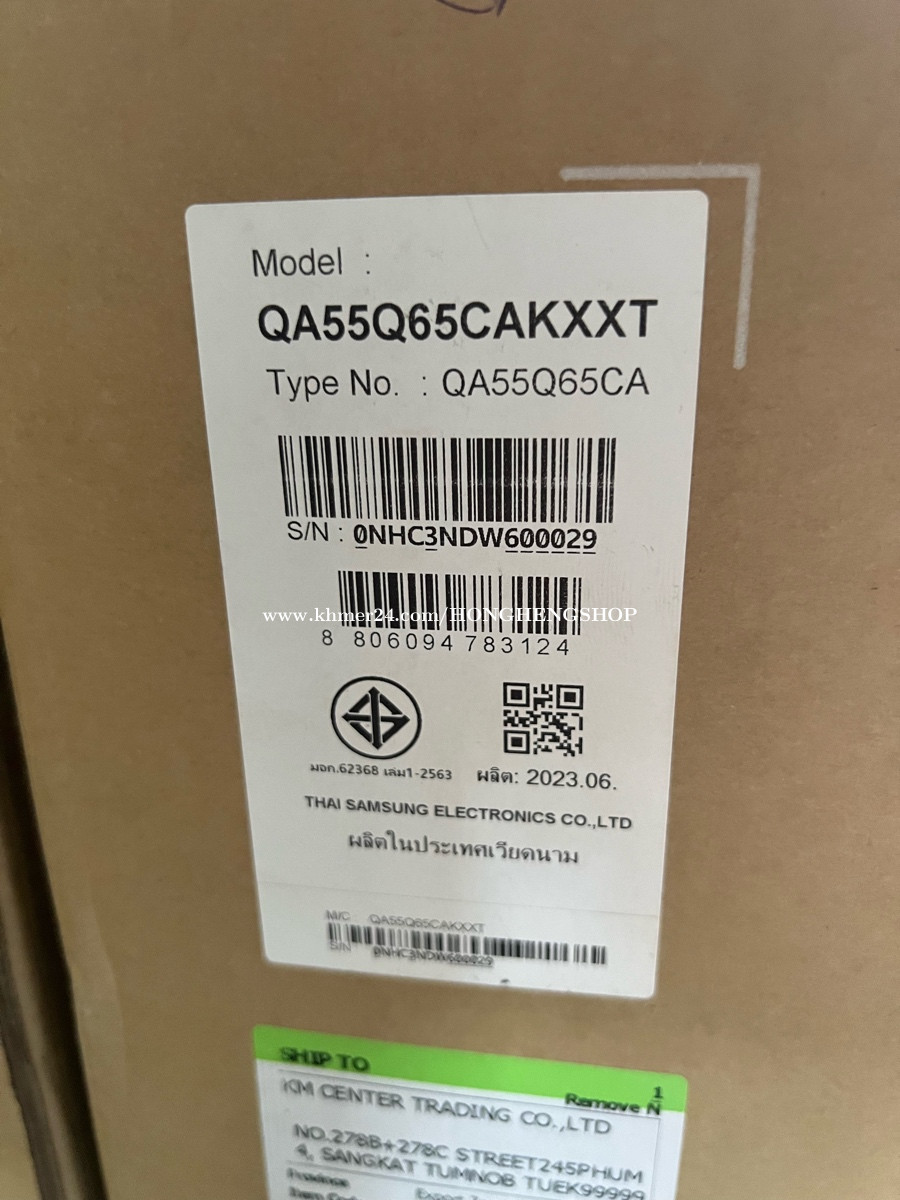 Model :
QA55Q65CAKXXT
Type No. : QA55Q65CA
S/N : 0NHC3NDW600029
www.khmer24.com/HONGHENGSHOP
8 806094 783124
มอก.62368 เล่ม1-2563
ผลิต: 2023.06.
THAI SAMSUNG ELECTRONICS CO.,LTD
ผลิตในประเทศเวียดนาม
M/C : QA55Q65CAKXXT
S/N 0NHC3NDW600029
SHIP TO
1
Remove N
KM CENTER TRADING CO.,LTD
NO.278B+278C STREET245PHUM
4, SANGKAT TUMNOB TUEK99999